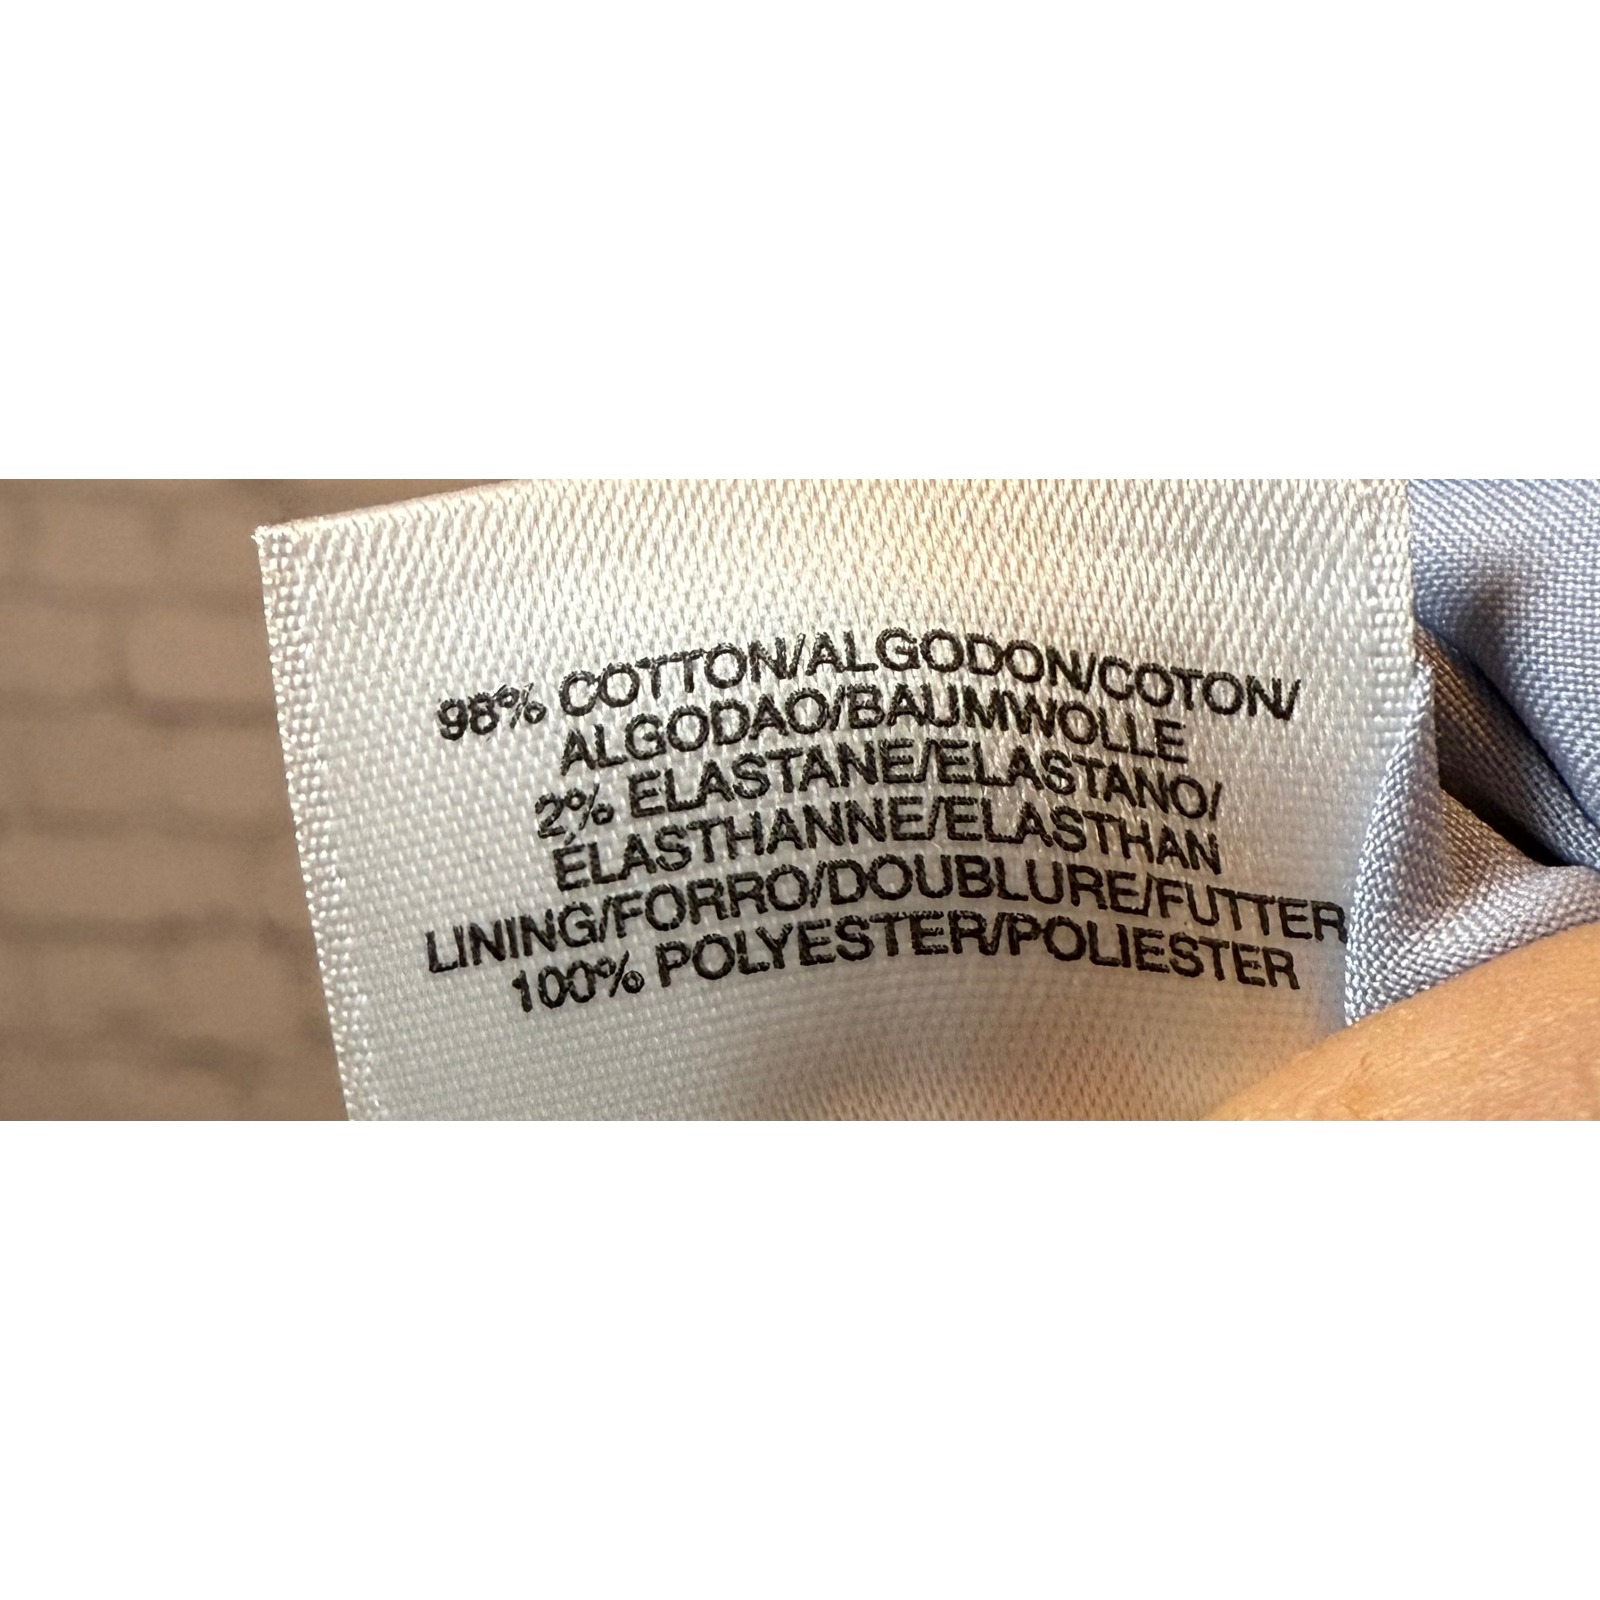 98% COTTON/ALGODON/COTON/
ALGODAO/BAUMWOLLE
2% ELASTANE/ELASTANO/
ÉLASTHANNE/ELASTHAN
LINING/FORRO/DOUBLURE/FUTTER
100% POLYESTER/POLIESTER